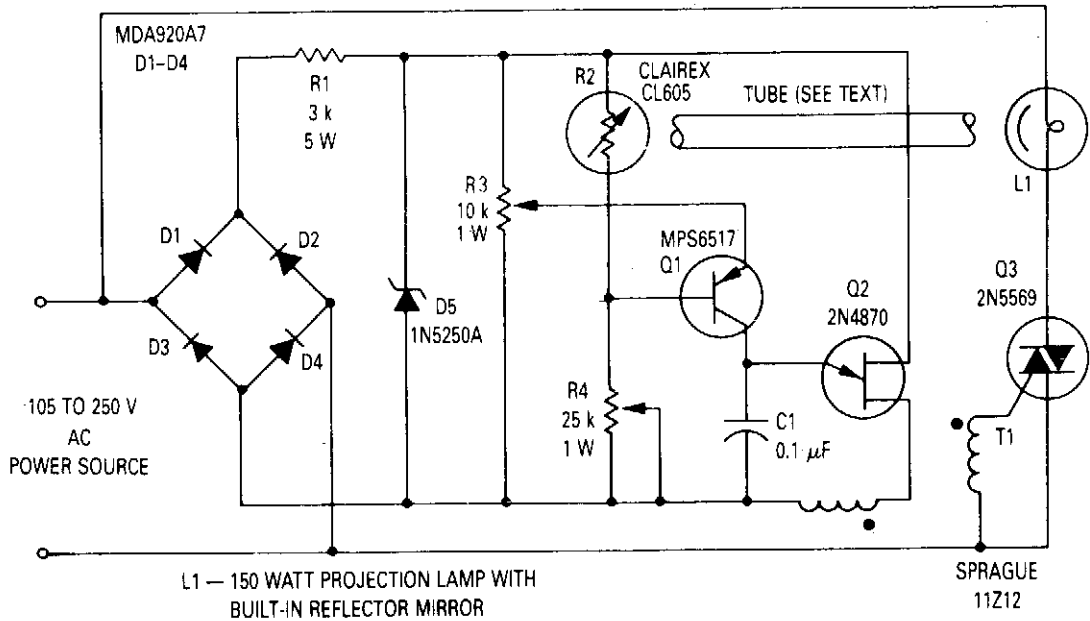 MDA920A7
D1–D4
R1
3 k
5 W
R2
CLAIREX
CL605
TUBE (SEE TEXT)
L1
R3
10 k
1 W
MPS6517
Q1
D1
D2
D3
D4
D5
1N5250A
Q2
2N4870
Q3
2N5569
R4
25 k
1 W
C1
0.1 μF
T1
105 TO 250 V
AC
POWER SOURCE
L1 — 150 WATT PROJECTION LAMP WITH
BUILT-IN REFLECTOR MIRROR
SPRAGUE
11Z12